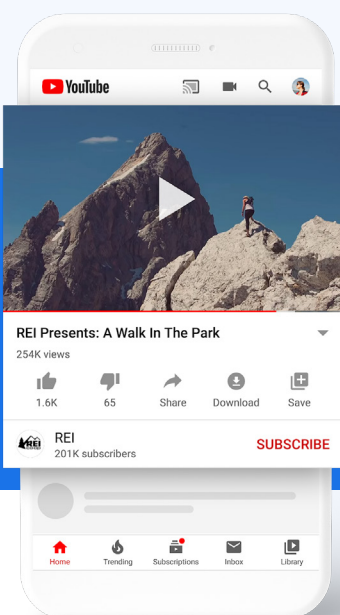 YouTube
REI Presents: A Walk In The Park
254K views
1.6K 65 Share Download Save
REI
REI
201K subscribers
SUBSCRIBE
Home Trending Subscriptions Inbox Library